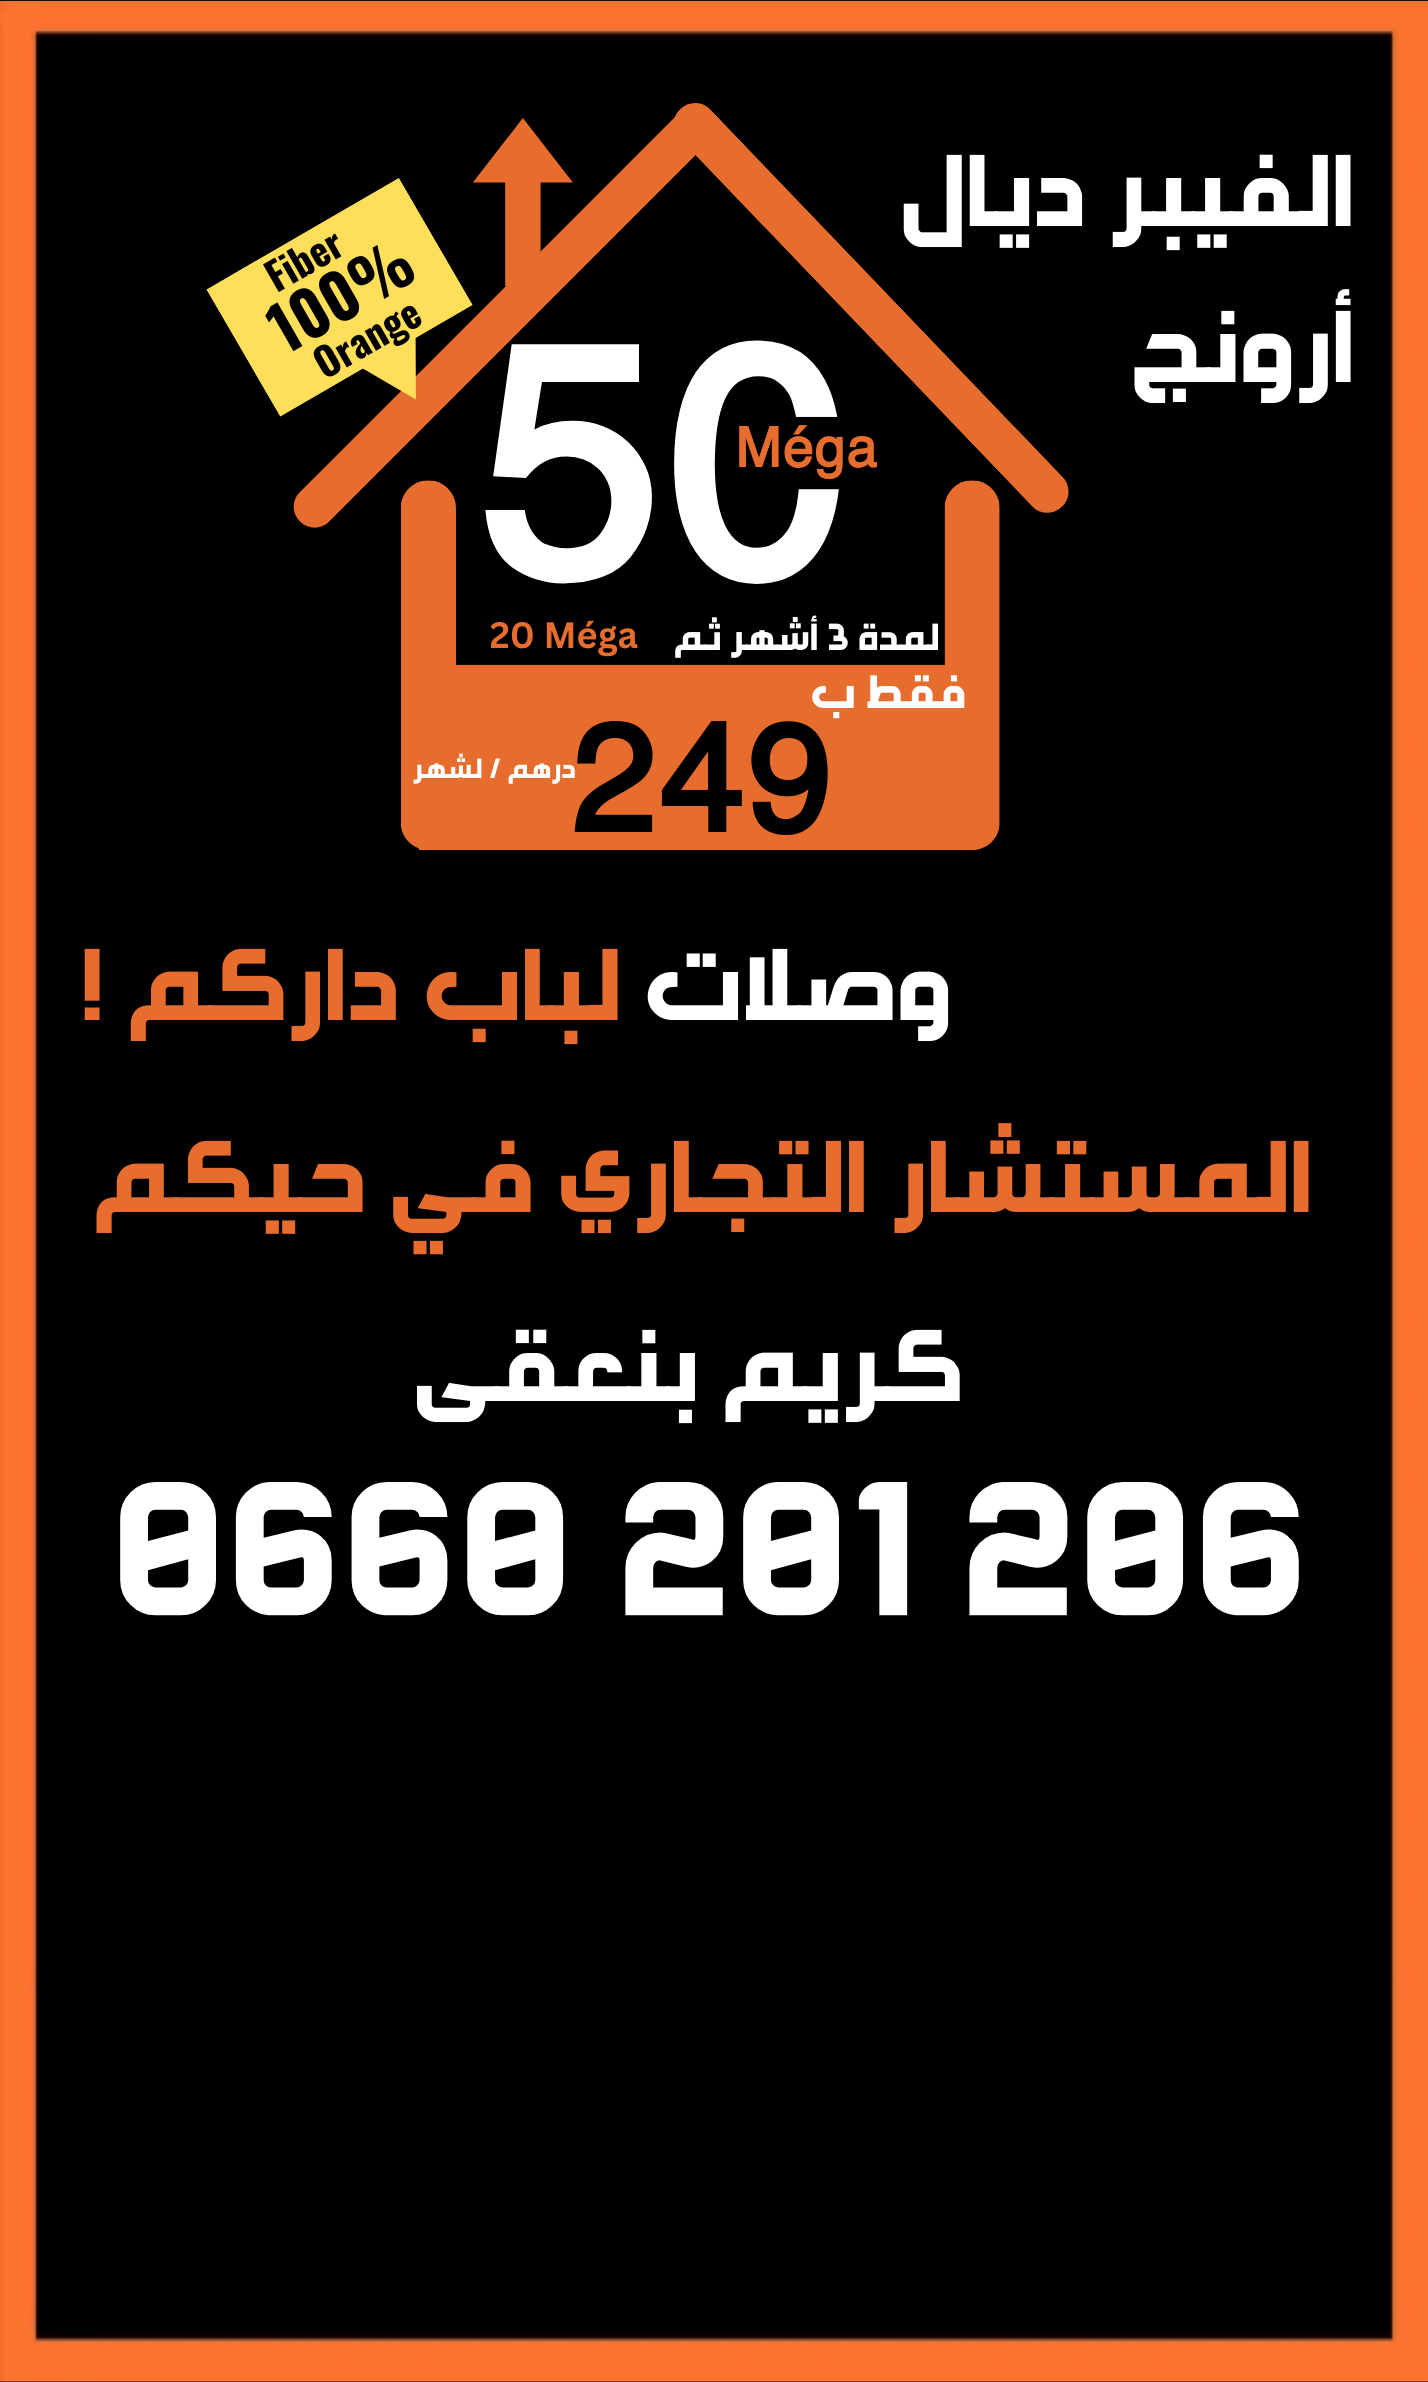 الفيبر ديال
أرونج
Fiber
100%
Orange
50
Méga
لمدة 3 أشهر ثم 20 Méga
فقط ب
249 درهم / لشهر
وصلات لباب داركم !
المستشار التجاري في حيكم
كريم بنعقى
0660 201 206